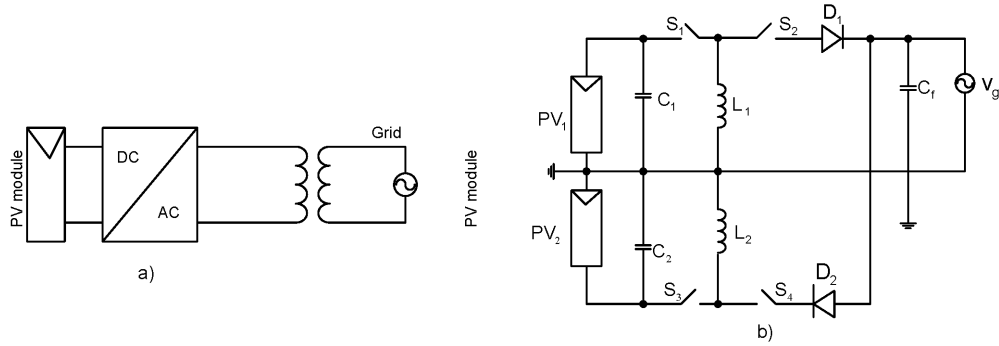 PV module
DC
AC
Grid
a)
PV module
PV1
PV2
C1
C2
S1
S2
S3
S4
L1
L2
D1
D2
Cf
Vg
b)